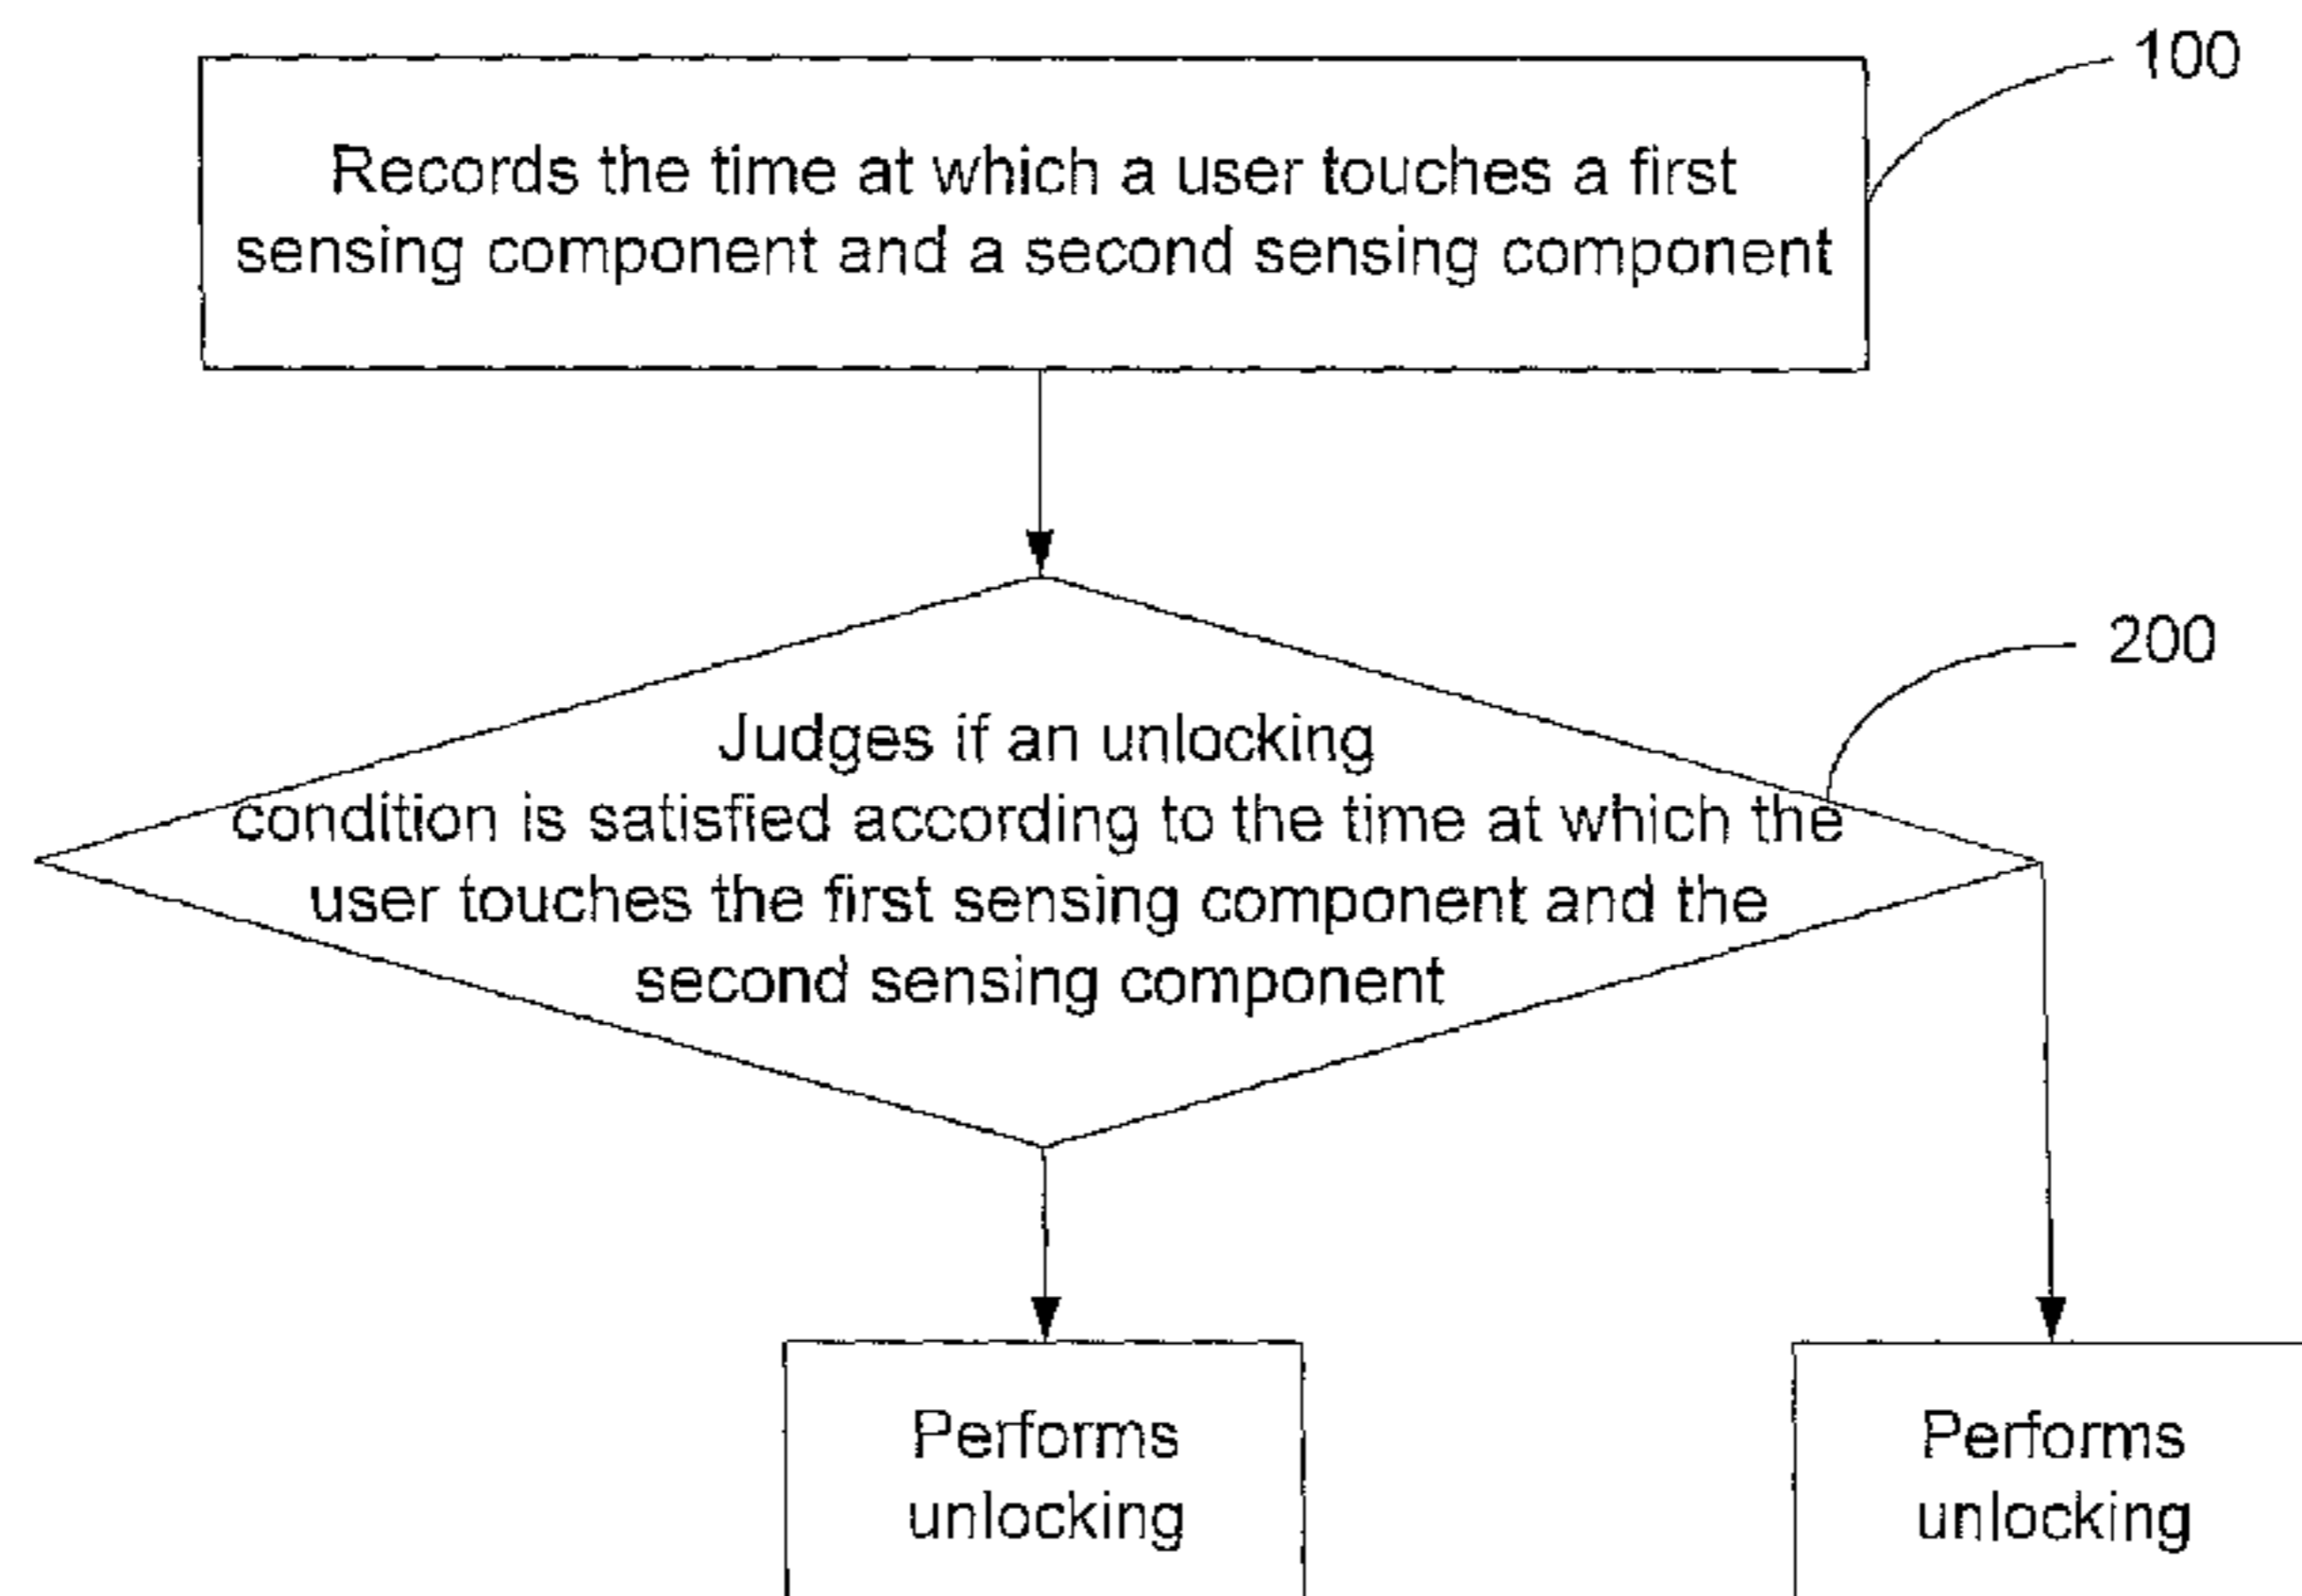 100
Records the time at which a user touches a first
sensing component and a second sensing component
200
Judges if an unlocking
condition is satisfied according to the time at which the
user touches the first sensing component and the
second sensing component
Performs
unlocking
Performs
unlocking